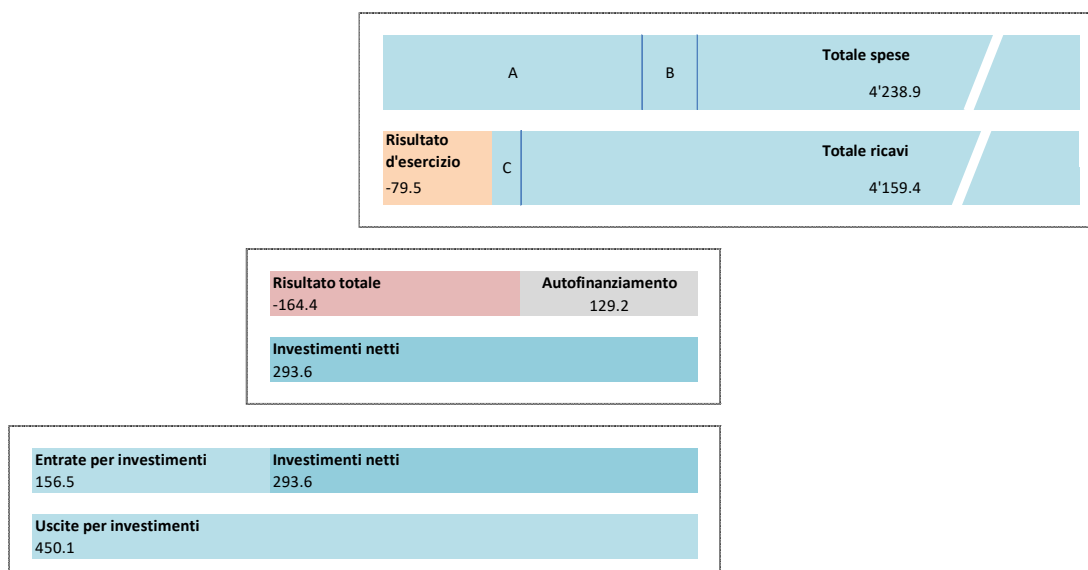 Totale spese
A
B
4'238.9
Risultato
d'esercizio
-79.5
C
Totale ricavi
4'159.4
Risultato totale
-164.4
Autofinanziamento
129.2
Investimenti netti
293.6
Entrate per investimenti
156.5
Investimenti netti
293.6
Uscite per investimenti
450.1